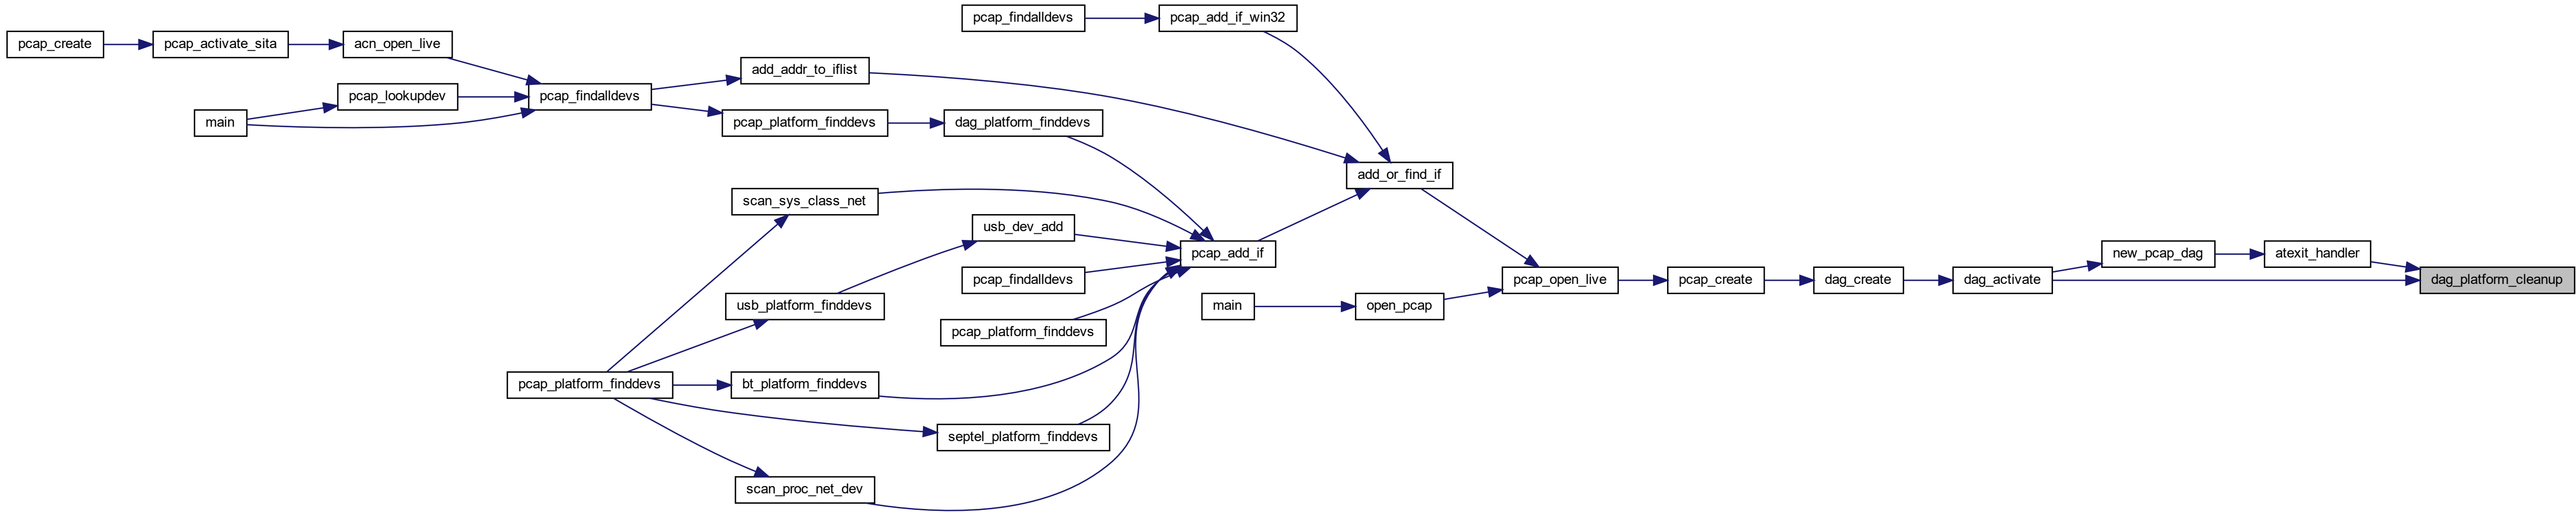 pcap_findalldevs
pcap_add_if_win32
pcap_create
pcap_activate_sita
acn_open_live
add_addr_to_iflist
pcap_lookupdev
pcap_findalldevs
main
pcap_platform_finddevs
dag_platform_finddevs
add_or_find_if
scan_sys_class_net
usb_dev_add
pcap_add_if
new_pcap_dag
atexit_handler
pcap_findalldevs
pcap_open_live
pcap_create
dag_create
dag_activate
dag_platform_cleanup
usb_platform_finddevs
main
open_pcap
pcap_platform_finddevs
pcap_platform_finddevs
bt_platform_finddevs
septel_platform_finddevs
scan_proc_net_dev